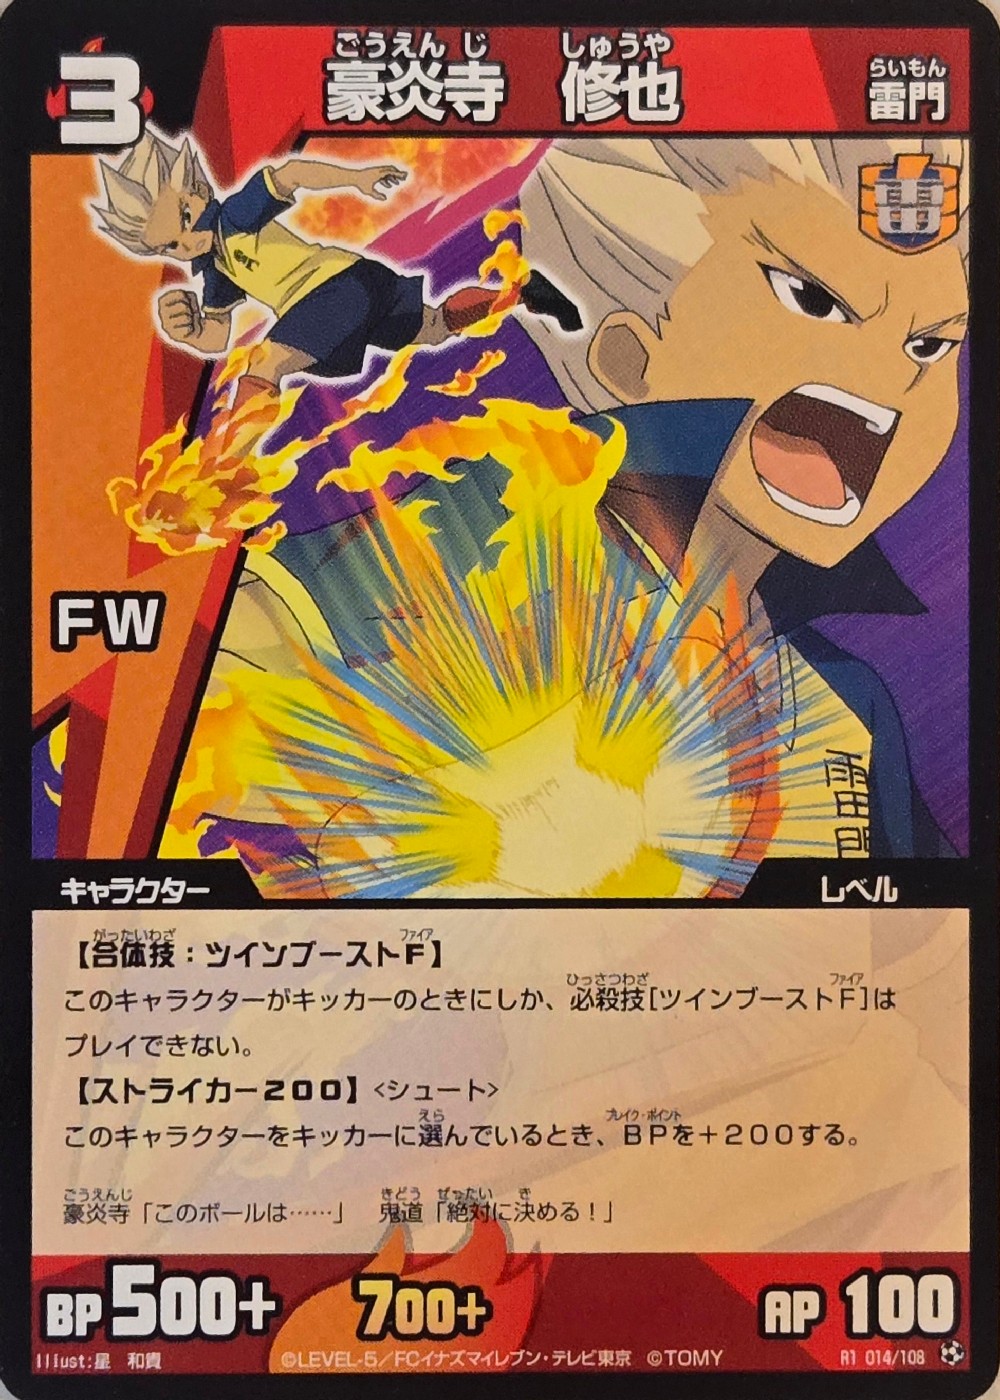 3
豪炎寺 修也
ごうえんじ しゅうや
雷門
らいもん
雷門
FW
キャラクター
レベル
【合体技：ツインブーストF】
がったいわざ ファイア
このキャラクターがキッカーのときにしか、必殺技[ツインブーストF]は
ひっさつわざ ファイア
プレイできない。
【ストライカー200】<シュート>
このキャラクターをキッカーに選んでいるとき、BPを+200する。
えら ブレイク・ポイント
豪炎寺「このボールは……」 鬼道「絶対に決める！」
ごうえんじ きどう ぜったい き
BP 500+ 700+ AP 100
Illust:星 和貴
©LEVEL-5／FCイナズマイレブン・テレビ東京 ©TOMY
R1 014/108